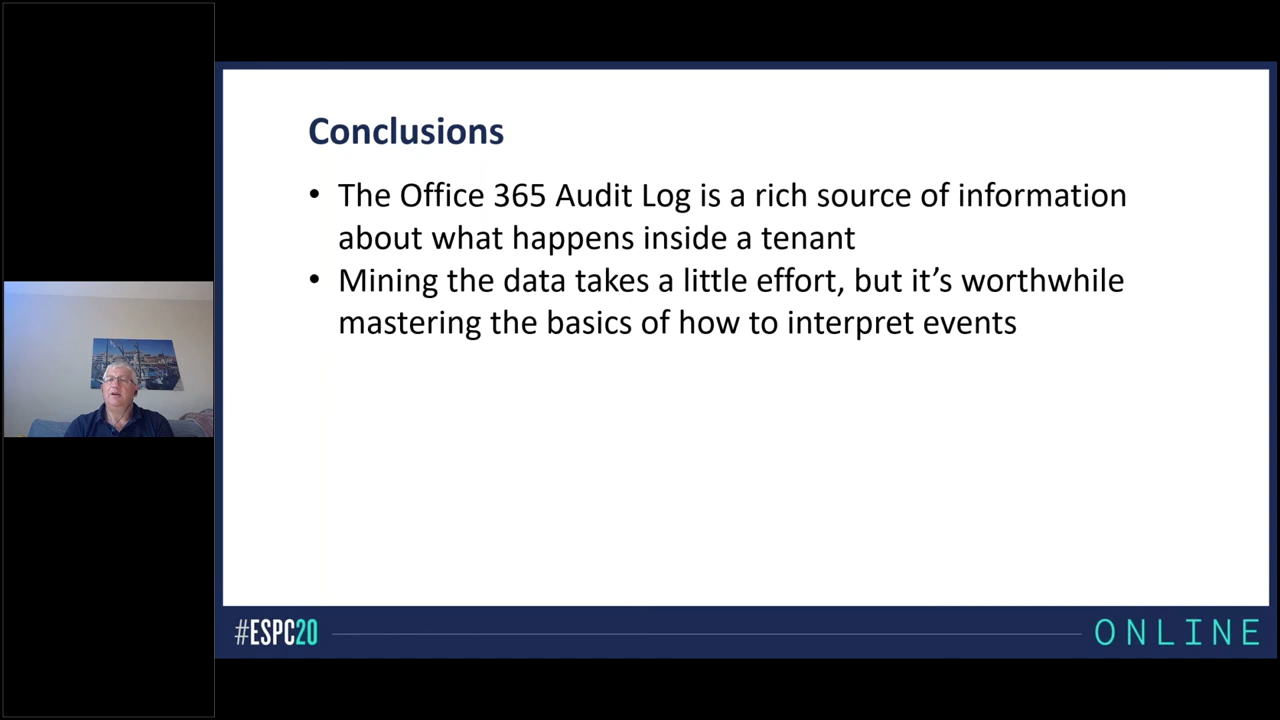 Conclusions
• The Office 365 Audit Log is a rich source of information
about what happens inside a tenant
• Mining the data takes a little effort, but it’s worthwhile
mastering the basics of how to interpret events
#ESPC20
ONLINE